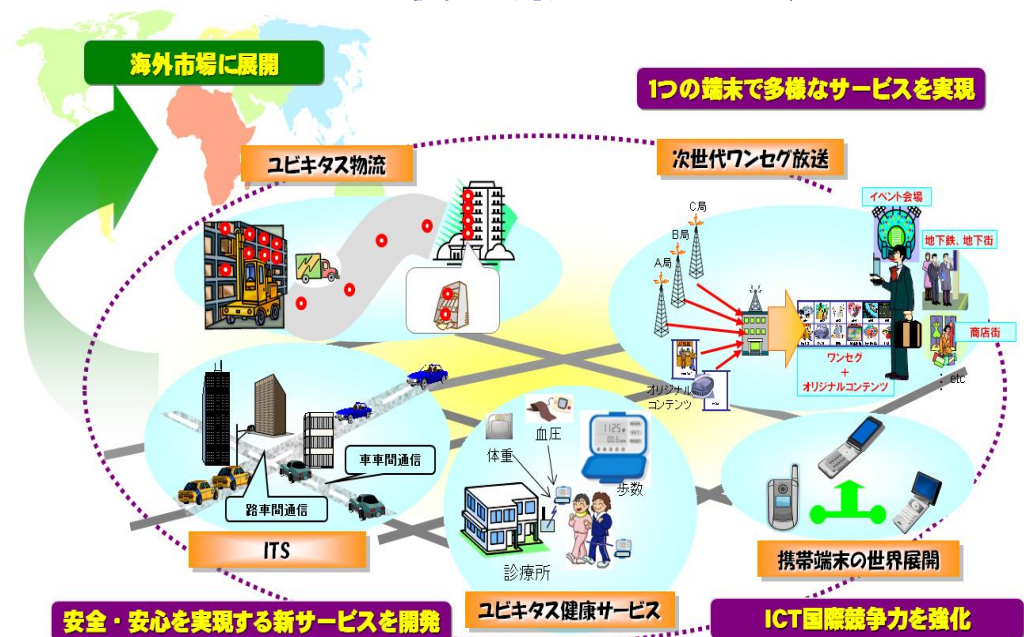 海外市場に展開
1つの端末で多様なサービスを実現
ユビキタス物流
次世代ワンセグ放送
イベント会場
C局
B局
A局
地下鉄、地下街
商店街
ワンセグ
+
オリジナルコンテンツ
: etc
オリジナル
コンテンツ
車車間通信
路車間通信
ITS
体重
血圧
1125
歩数
診療所
ユビキタス健康サービス
携帯端末の世界展開
安全・安心を実現する新サービスを開発
ICT国際競争力を強化